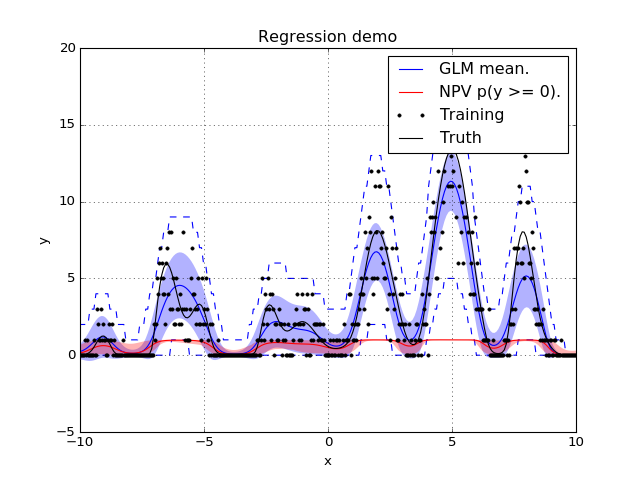 Regression demo
GLM mean.
NPV p(y >= 0).
Training
Truth
20
15
10
5
0
−5
y
−10
−5
0
5
10
x